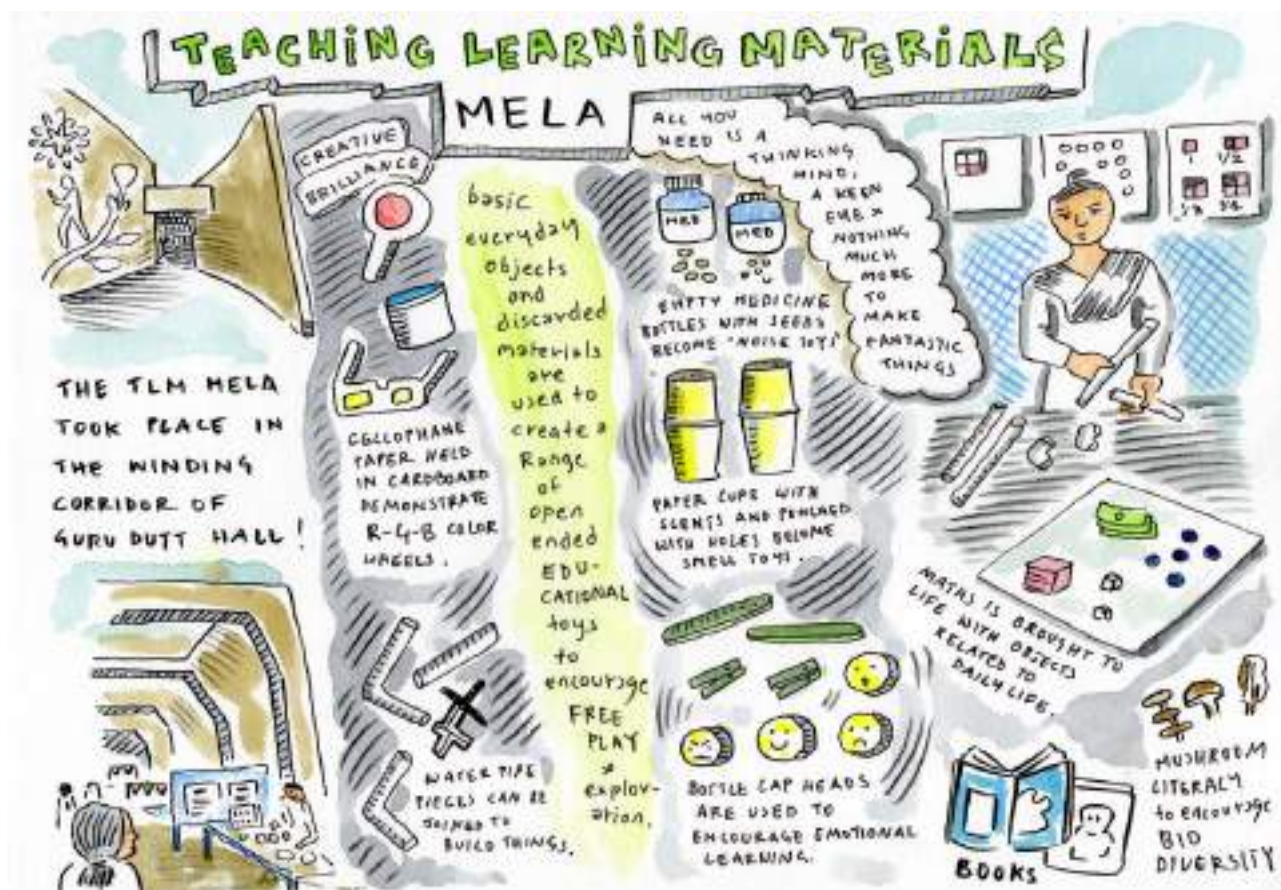 TEACHING LEARNING MATERIALS
MELA
THE TLM MELA
TOOK PLACE IN
THE WINDING
CORRIDOR OF
GURU DUTT HALL!
CREATIVE
BRILLIANCE
CELLOPHANE
PAPER HELD
IN CARDBOARD
DEMONSTRATE
R-G-B COLOR
WHEELS.
WATER PIPE
PIECES CAN BE
JOINED TO
BUILD THINGS.
basic
everyday
objects
and
discarded
materials
are
used to
create a
Range
of
open
ended
EDU-
CATIONAL
toys
to
encourage
FREE
PLAY
&
explor-
ation.
ALL YOU
NEED IS A
THINKING
MIND,
A KEEN
EYE &
NOTHING
MUCH
MORE
TO
MAKE
FANTASTIC
THINGS
MED
MED
EMPTY MEDICINE
BOTTLES WITH SEEDS
BECOME "NOISE TOYS"
PAPER CUPS WITH
SCENTS AND
WITH HOLES BECOME
SMELL TOYS.
BOTTLE CAP HEADS
ARE USED TO
ENCOURAGE EMOTIONAL
LEARNING.
1 1/2
MATHS IS BROUGHT TO
LIFE WITH OBJECTS
RELATED TO
DAILY LIFE.
BOOKS
MUSHROOM
LITERACY
to encourage
BIO
DIVERSITY